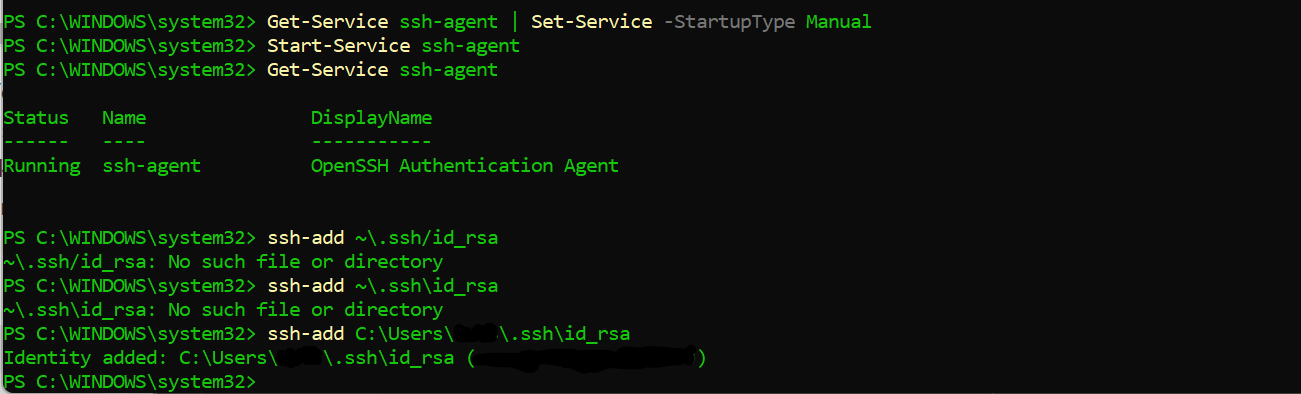 PS C:\WINDOWS\system32> Get-Service ssh-agent | Set-Service -StartupType Manual
PS C:\WINDOWS\system32> Start-Service ssh-agent
PS C:\WINDOWS\system32> Get-Service ssh-agent
Status   Name               DisplayName
------   ----               -----------
Running  ssh-agent          OpenSSH Authentication Agent
PS C:\WINDOWS\system32> ssh-add ~\.ssh/id_rsa
~\.ssh/id_rsa: No such file or directory
PS C:\WINDOWS\system32> ssh-add ~\.ssh\id_rsa
~\.ssh\id_rsa: No such file or directory
PS C:\WINDOWS\system32> ssh-add C:\Users\ \.ssh\id_rsa
Identity added: C:\Users\ \.ssh\id_rsa ( )
PS C:\WINDOWS\system32>